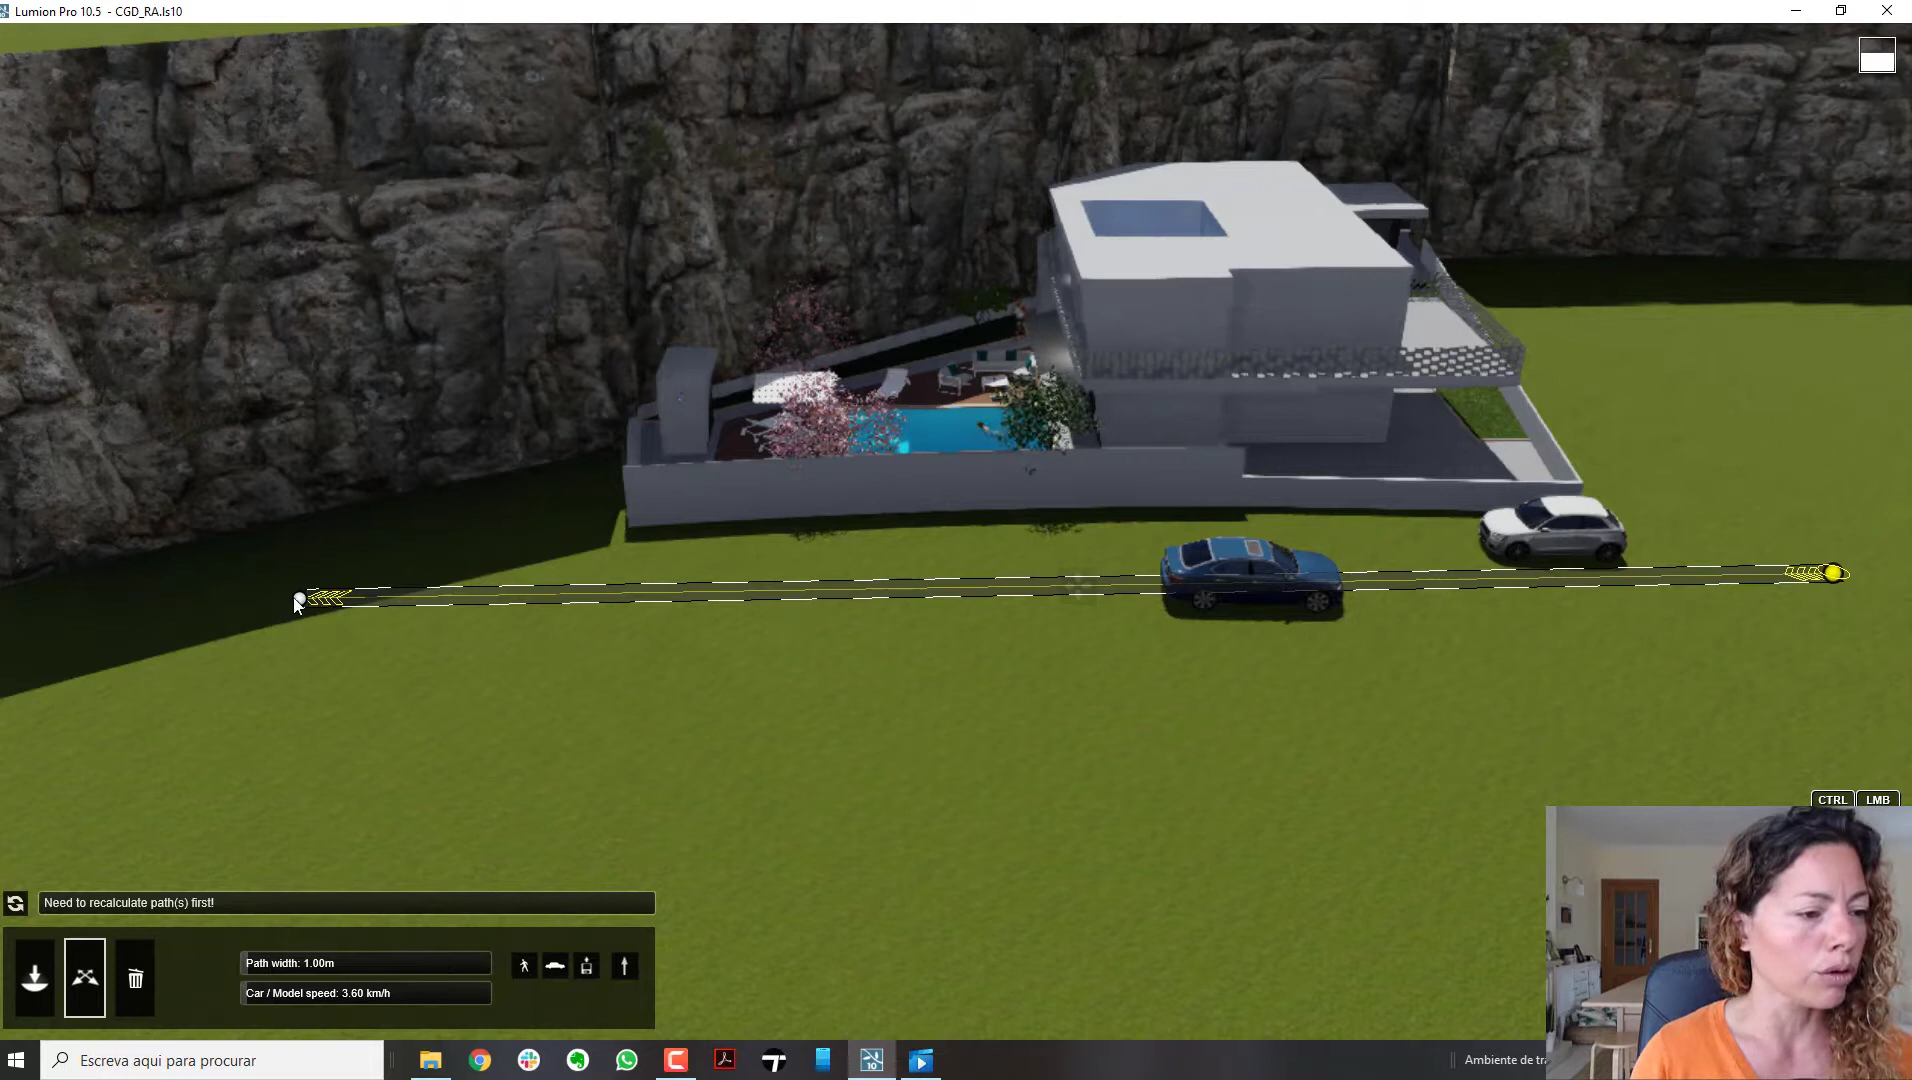 Lumion Pro 10.5 - CGD_RA.ls10
CTRL LMB
Need to recalculate path(s) first!
Path width: 1.00m
Car / Model speed: 3.60 km/h
Escreva aqui para procurar
10
Ambiente de tr